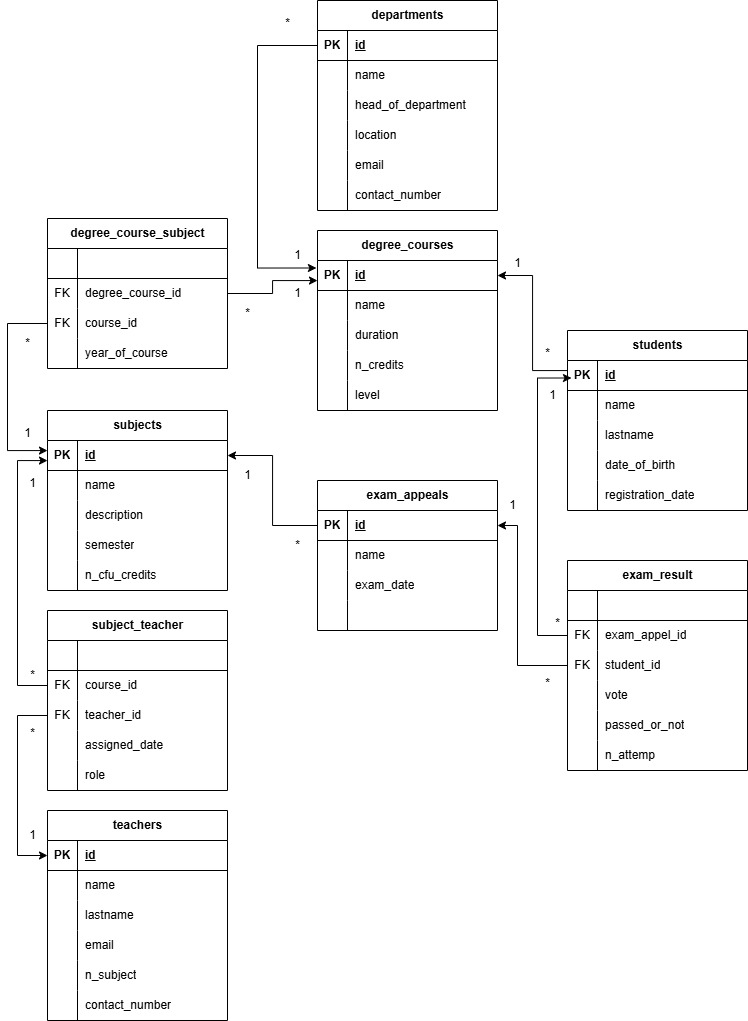 departments
*
PK id
name
head_of_department
location
email
contact_number
degree_course_subject
FK degree_course_id
FK course_id
year_of_course
*
*
degree_courses
1
PK id
1
name
duration
n_credits
level
1
*
students
PK id
1
name
lastname
date_of_birth
registration_date
subjects
1
PK id
1
1
name
description
semester
n_cfu_credits
exam_appeals
1
PK id
*
name
exam_date
exam_result
*
FK exam_appel_id
FK student_id
*
vote
passed_or_not
n_attemp
subject_teacher
*
FK course_id
FK teacher_id
*
assigned_date
role
teachers
1
PK id
name
lastname
email
n_subject
contact_number